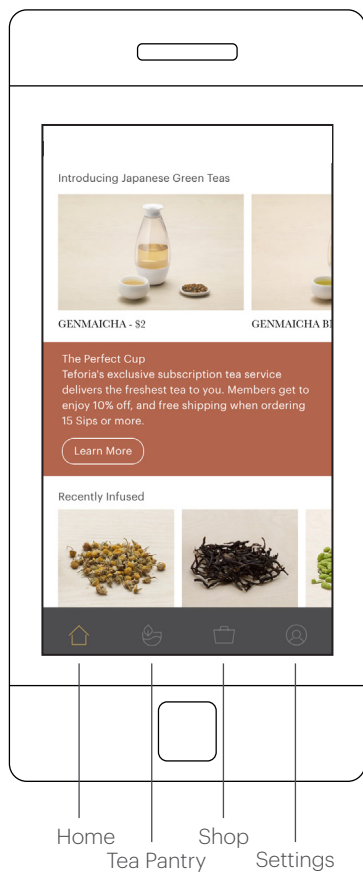 Introducing Japanese Green Teas
GENMAICHA - $2
GENMAICHA B
The Perfect Cup
Teforia's exclusive subscription tea service
delivers the freshest tea to you. Members get to
enjoy 10% off, and free shipping when ordering
15 Sips or more.
Learn More
Recently Infused
Home
Shop
Tea Pantry
Settings